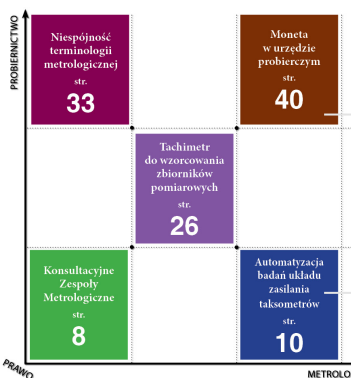 PROBIERNICTWO
Niespójność
terminologii
metrologicznej
str.
33
Moneta
w urzędzie
probierczym
str.
40
Tachimetr
do wzorcowania
zbiorników
pomiarowych
str.
26
Konsultacyjne
Zespoły
Metrologiczne
str.
8
Automatyzacja
badań układu
zasilania
taksometrów
str.
10
PRAWO
METROLO